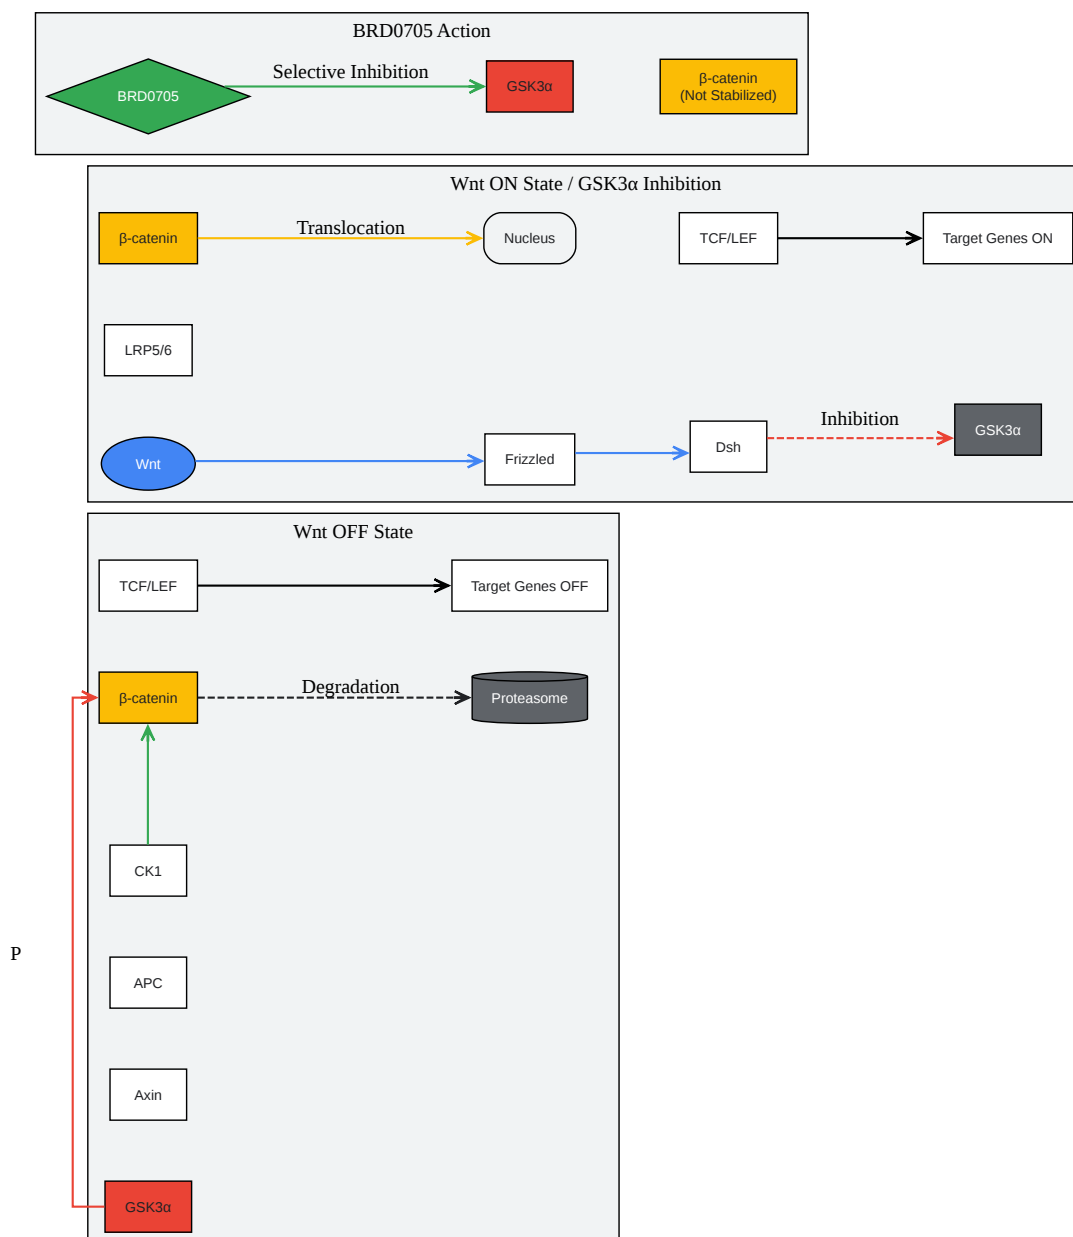 BRD0705 Action
BRD0705
Selective Inhibition
GSK3α
β-catenin
(Not Stabilized)
Wnt ON State / GSK3α Inhibition
β-catenin
Translocation
Nucleus
TCF/LEF
Target Genes ON
LRP5/6
Wnt
Frizzled
Dsh
Inhibition
GSK3α
Wnt OFF State
TCF/LEF
Target Genes OFF
β-catenin
Degradation
Proteasome
CK1
P
APC
Axin
GSK3α